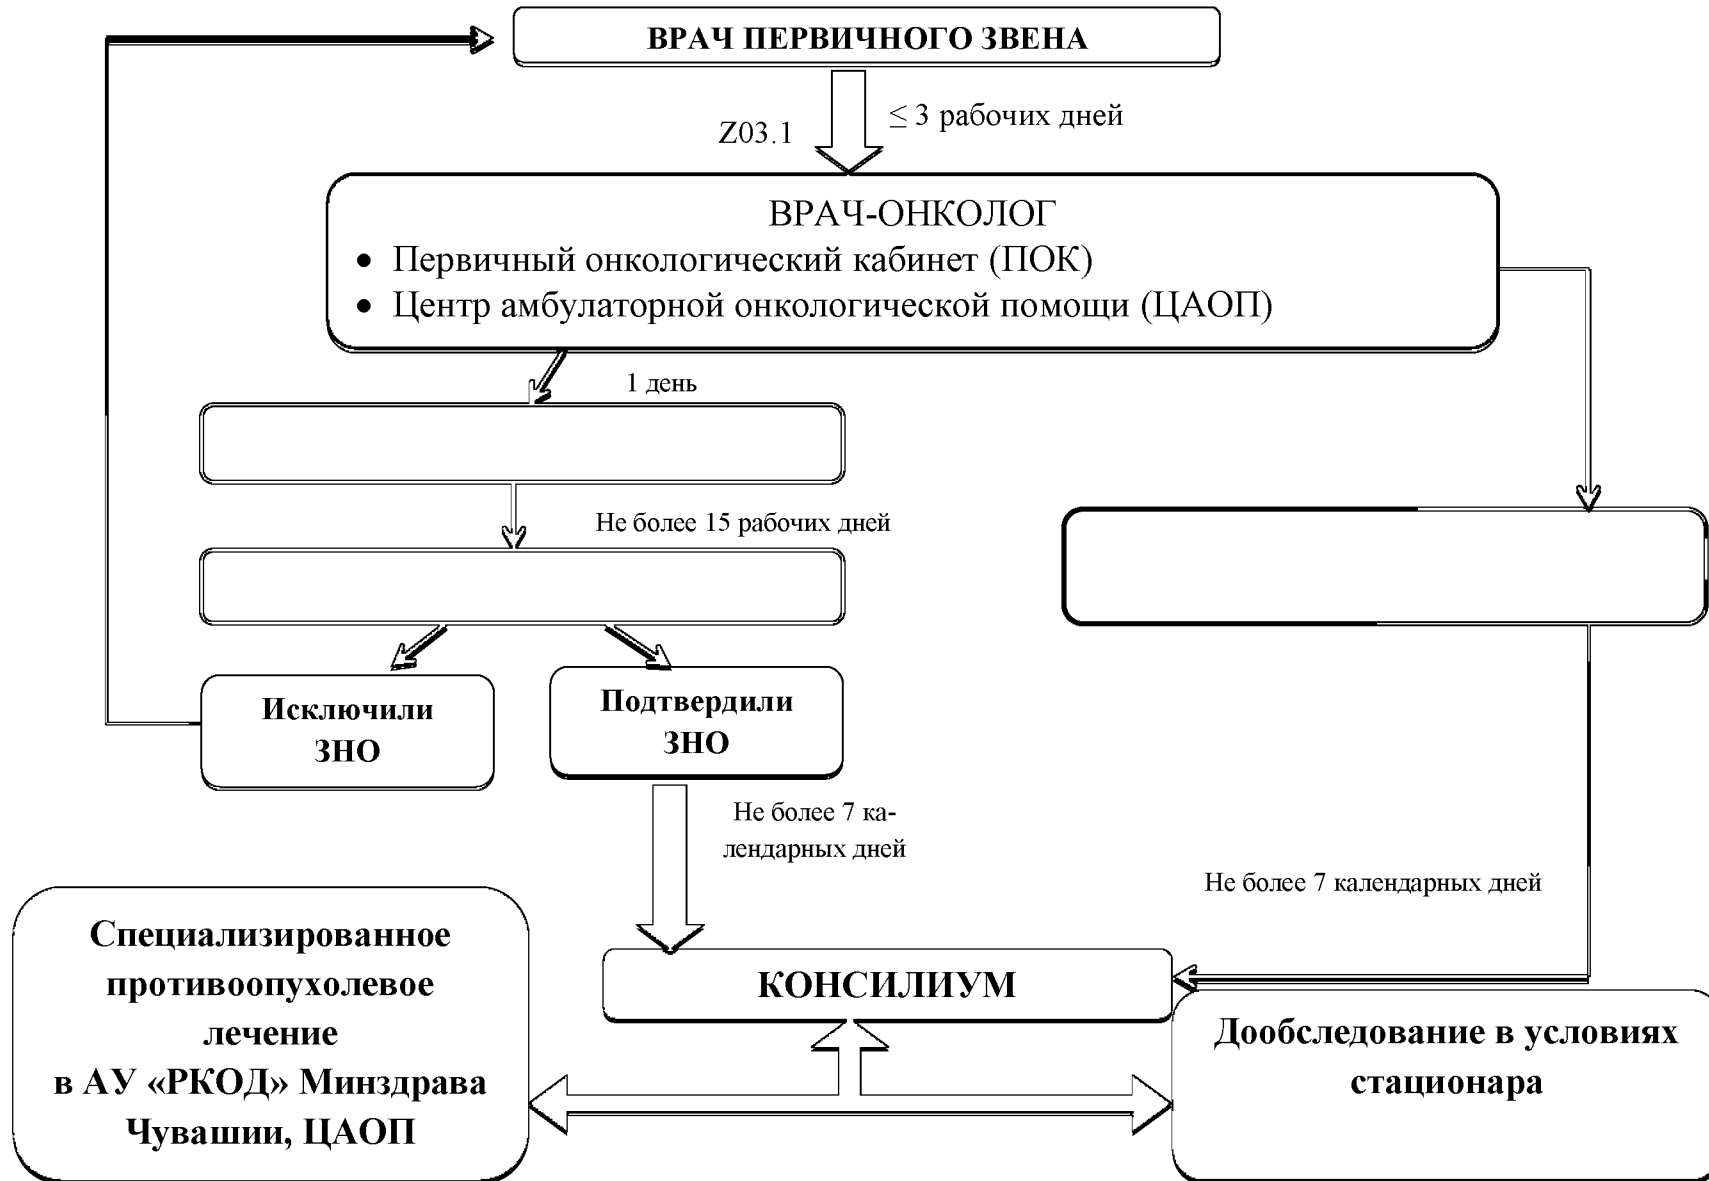 ВРАЧ ПЕРВИЧНОГО ЗВЕНА
Z03.1
≤ 3 рабочих дней
ВРАЧ-ОНКОЛОГ
• Первичный онкологический кабинет (ПОК)
• Центр амбулаторной онкологической помощи (ЦАОП)
1 день
Не более 15 рабочих дней
Исключили
ЗНО
Подтвердили
ЗНО
Не более 7 ка-
лендарных дней
Не более 7 календарных дней
Специализированное
противоопухолевое
лечение
в АУ «РКОД» Минздрава
Чувашии, ЦАОП
КОНСИЛИУМ
Дообследование в условиях
стационара